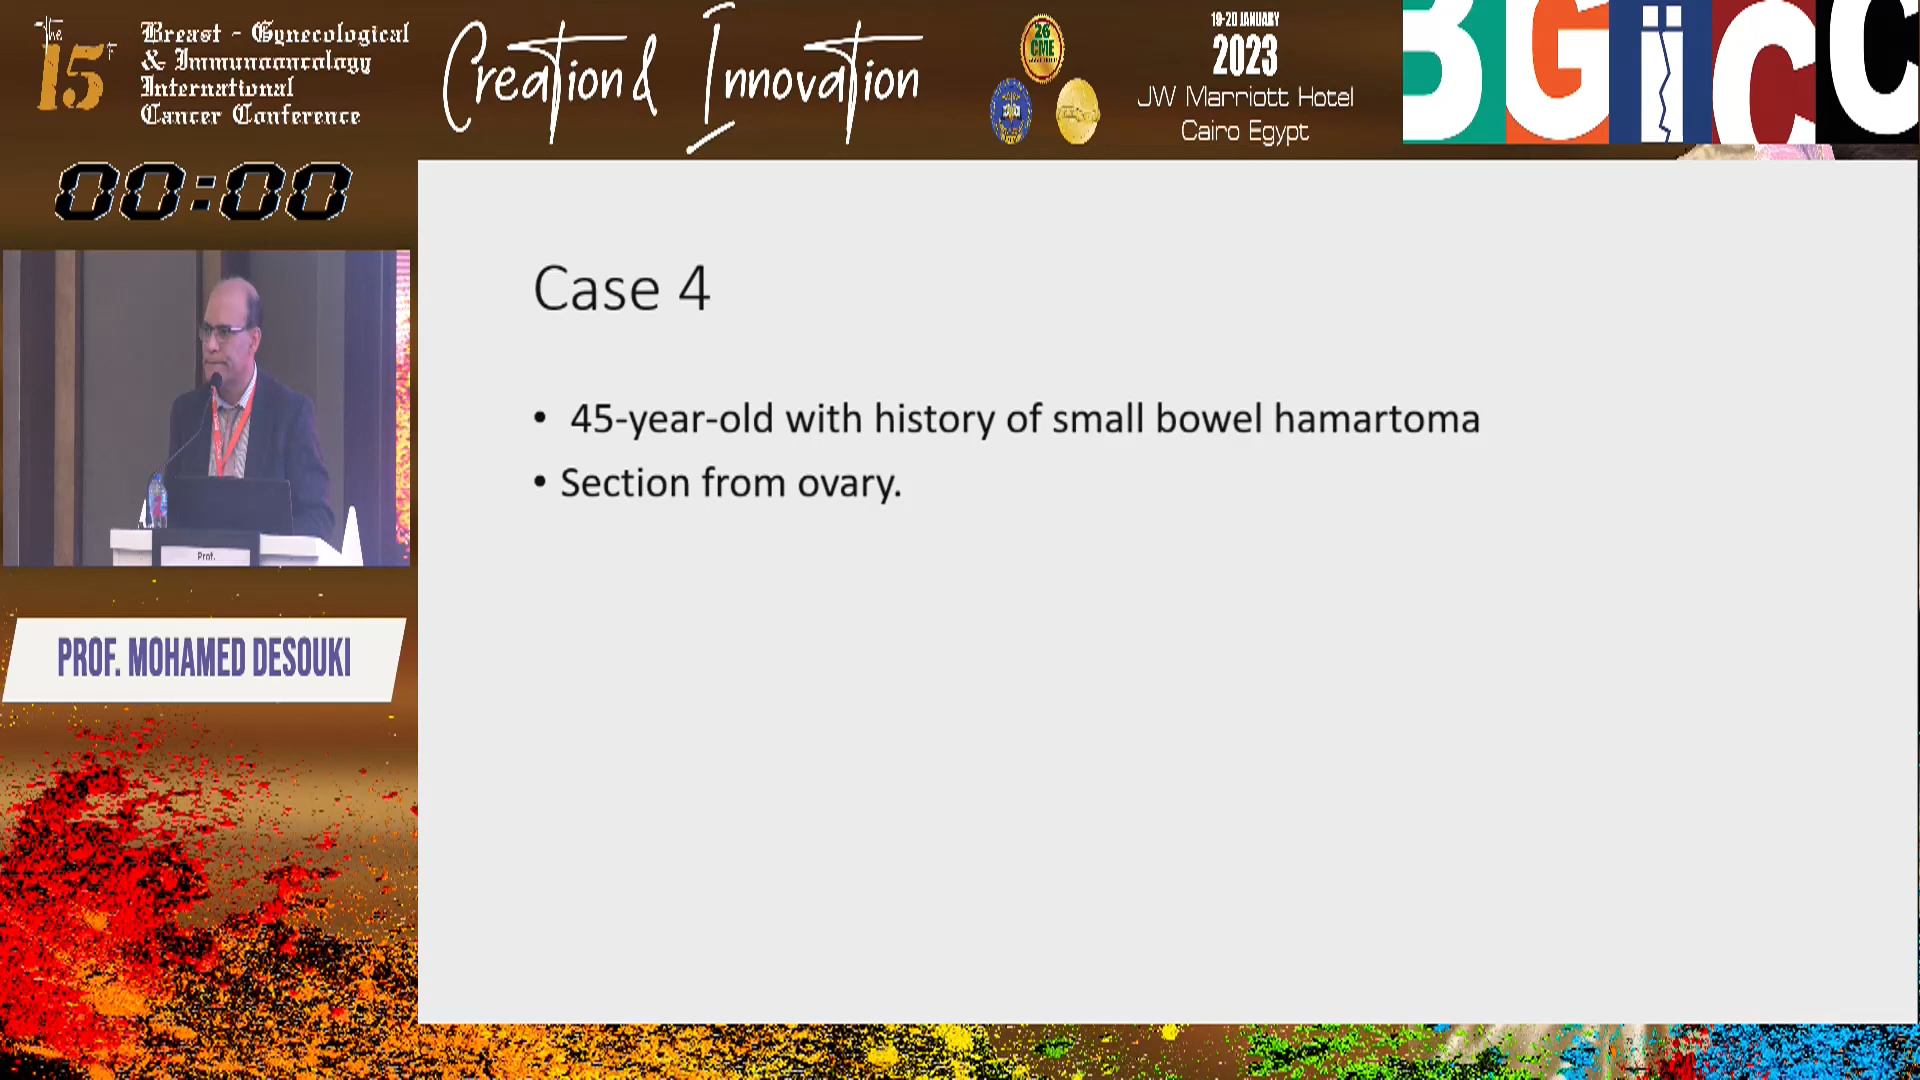 The
15th
Breast - Gynecological
& Immunooncology
International
Cancer Conference
Creation & Innovation
26
CME
19-20 JANUARY
2023
JW Marriott Hotel
Cairo Egypt
BGICC
00:00
Case 4
• 45-year-old with history of small bowel hamartoma
• Section from ovary.
Prof.
PROF. MOHAMED DESOUKI